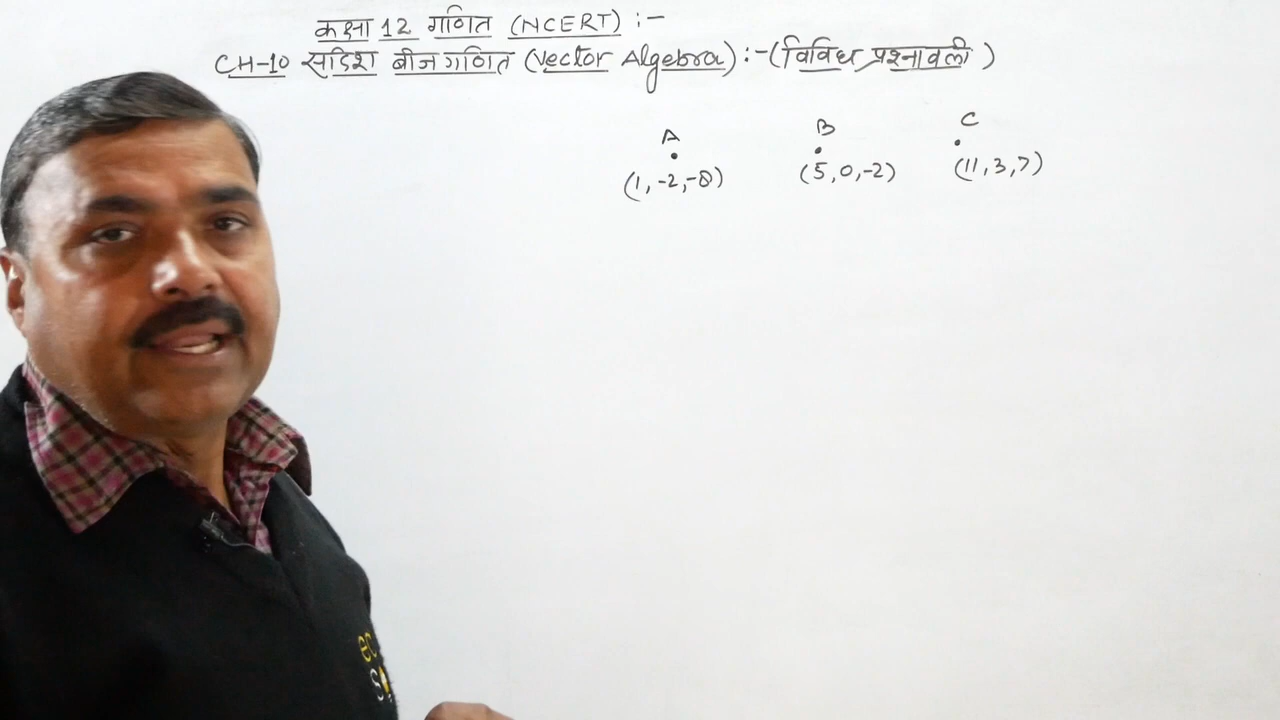 कक्षा 12 गणित (NCERT) :-
CH-10 सदिश बीजगणित (Vector Algebra) :- (विविध प्रश्नावली)
A B C
(1, -2, -8) (5, 0, -2) (11, 3, 7)